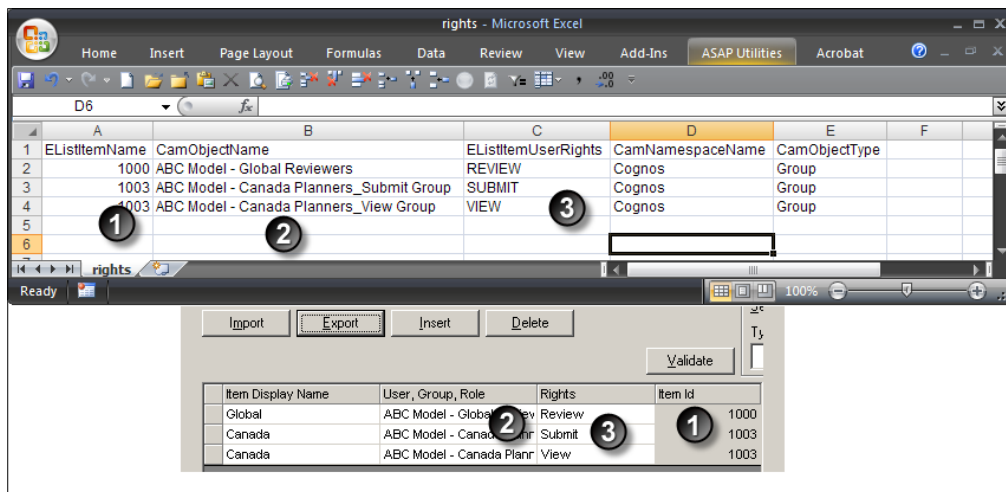 rights - Microsoft Excel
Home Insert Page Layout Formulas Data Review View Add-Ins ASAP Utilities Acrobat
D6 fx
A B C D E F
1 EListItemName CamObjectName EListItemUserRights CamNamespaceName CamObjectType
2 1000 ABC Model - Global Reviewers REVIEW Cognos Group
3 1003 ABC Model - Canada Planners_Submit Group SUBMIT Cognos Group
4 1003 ABC Model - Canada Planners_View Group VIEW Cognos Group
1 2 3
5
6
rights
Ready 100%
Import Export Insert Delete
Validate
Item Display Name User, Group, Role Rights Item Id
Global ABC Model - Global Review 1000
2 3 1
Canada ABC Model - Canada Submit 1003
Canada ABC Model - Canada Planr View 1003